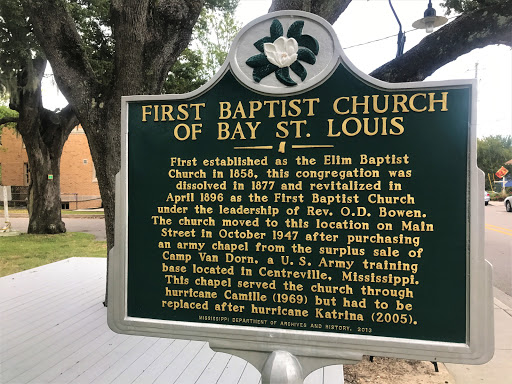 FIRST BAPTIST CHURCH
OF BAY ST. LOUIS
First established as the Elim Baptist
Church in 1858, this congregation was
dissolved in 1877 and revitalized in
April 1896 as the First Baptist Church
under the leadership of Rev. O.D. Bowen.
The church moved to this location on Main
Street in October 1947 after purchasing
an army chapel from the surplus sale of
Camp Van Dorn, a U.S. Army training
base located in Centreville, Mississippi.
This chapel served the church through
hurricane Camille (1969) but had to be
replaced after hurricane Katrina (2005).
MISSISSIPPI DEPARTMENT OF ARCHIVES AND HISTORY, 2013